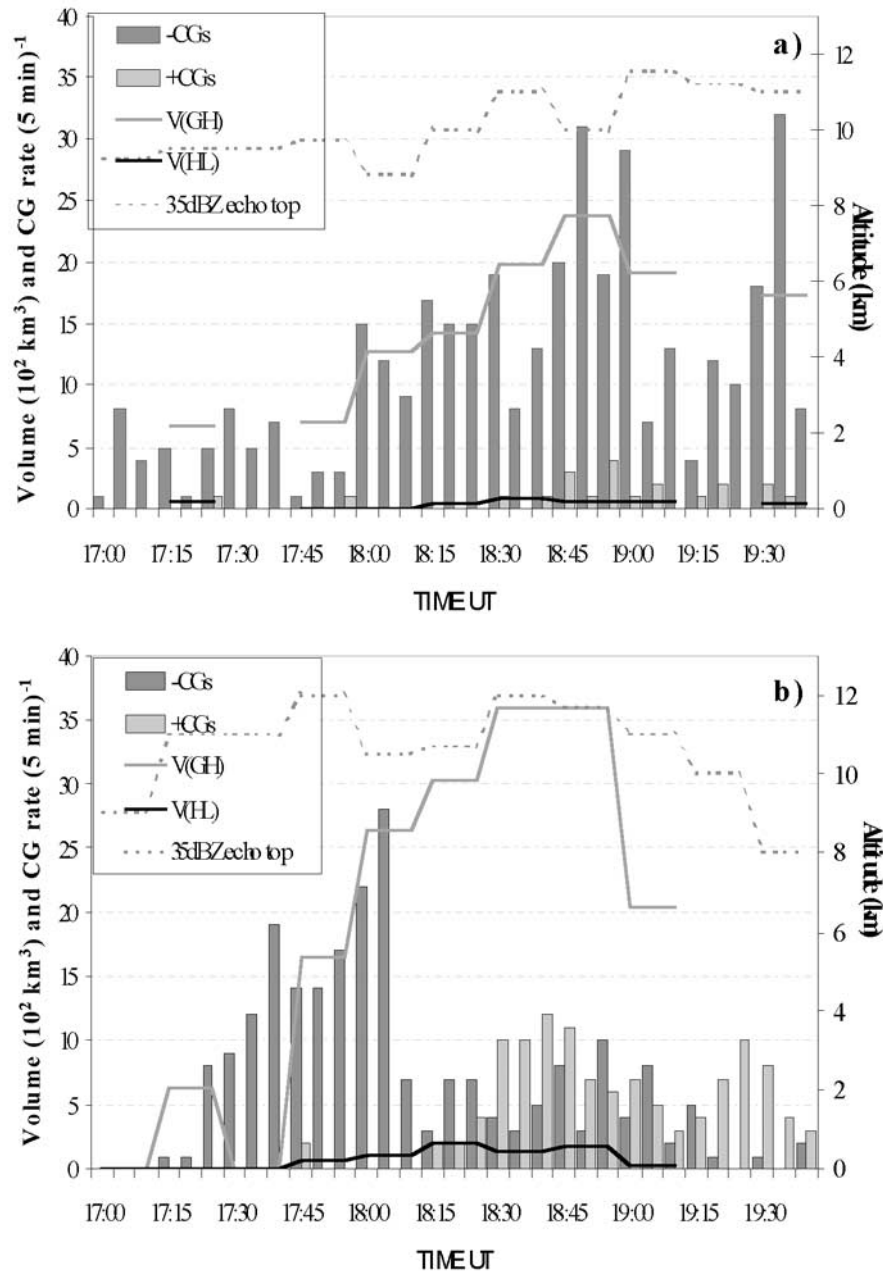 40
35
30
25
20
15
10
5
0
Volume (10² km³) and CG rate (5 min)⁻¹
-CGs
+CGs
V(GH)
V(HL)
35dBZ echo top
a)
12
10
8
6
4
2
0
Altitude (km)
17:00 17:15 17:30 17:45 18:00 18:15 18:30 18:45 19:00 19:15 19:30
TIME UT
40
35
30
25
20
15
10
5
0
Volume (10² km³) and CG rate (5 min)⁻¹
-CGs
+CGs
V(GH)
V(HL)
35dBZ echo top
b)
12
10
8
6
4
2
0
Altitude (km)
17:00 17:15 17:30 17:45 18:00 18:15 18:30 18:45 19:00 19:15 19:30
TIME UT